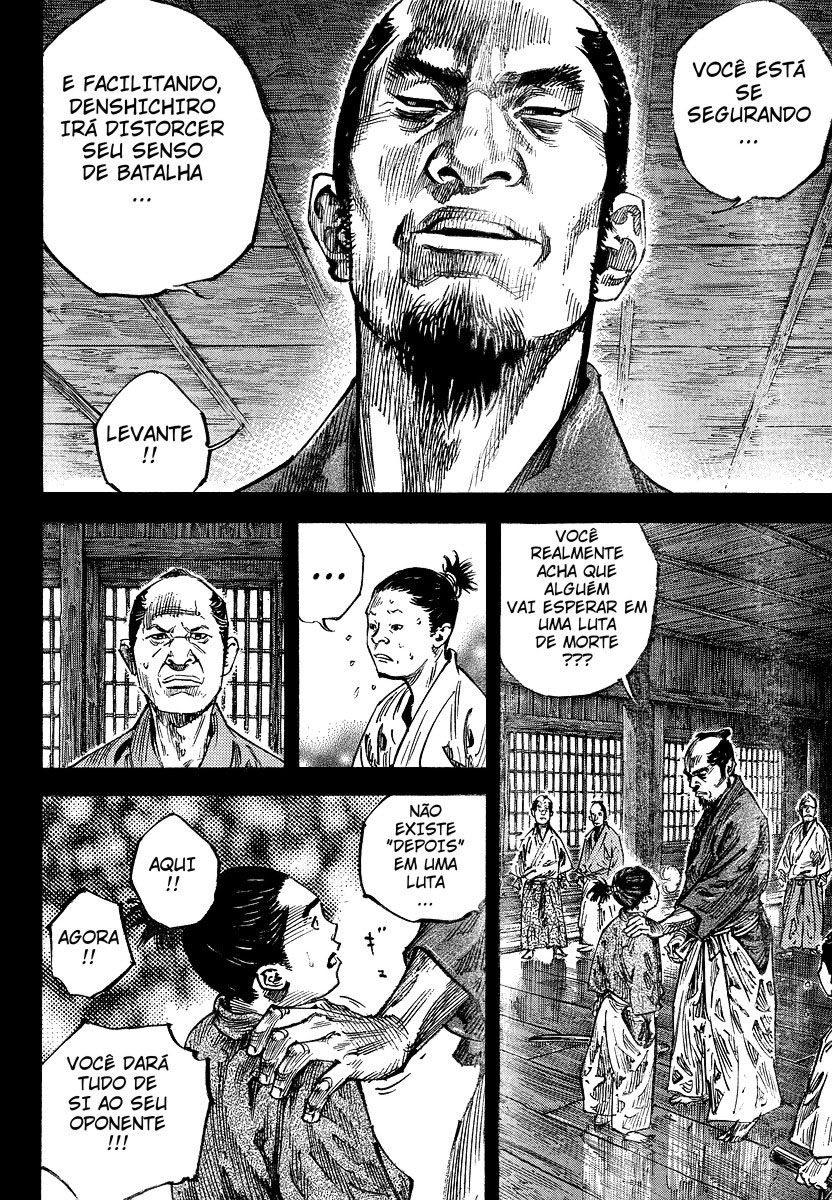 VOCÊ ESTÁ
SE
SEGURANDO
...
E FACILITANDO,
DENSHICHIRO
IRÁ DISTORCER
SEU SENSO
DE BATALHA
...
LEVANTE
!!
VOCÊ
REALMENTE
ACHA QUE
ALGUÉM
VAI ESPERAR EM
UMA LUTA
DE MORTE
???
...
NÃO
EXISTE
"DEPOIS"
EM UMA
LUTA
...
AQUI
!!
AGORA
!!
VOCÊ DARÁ
TUDO DE
SI AO SEU
OPONENTE
!!!